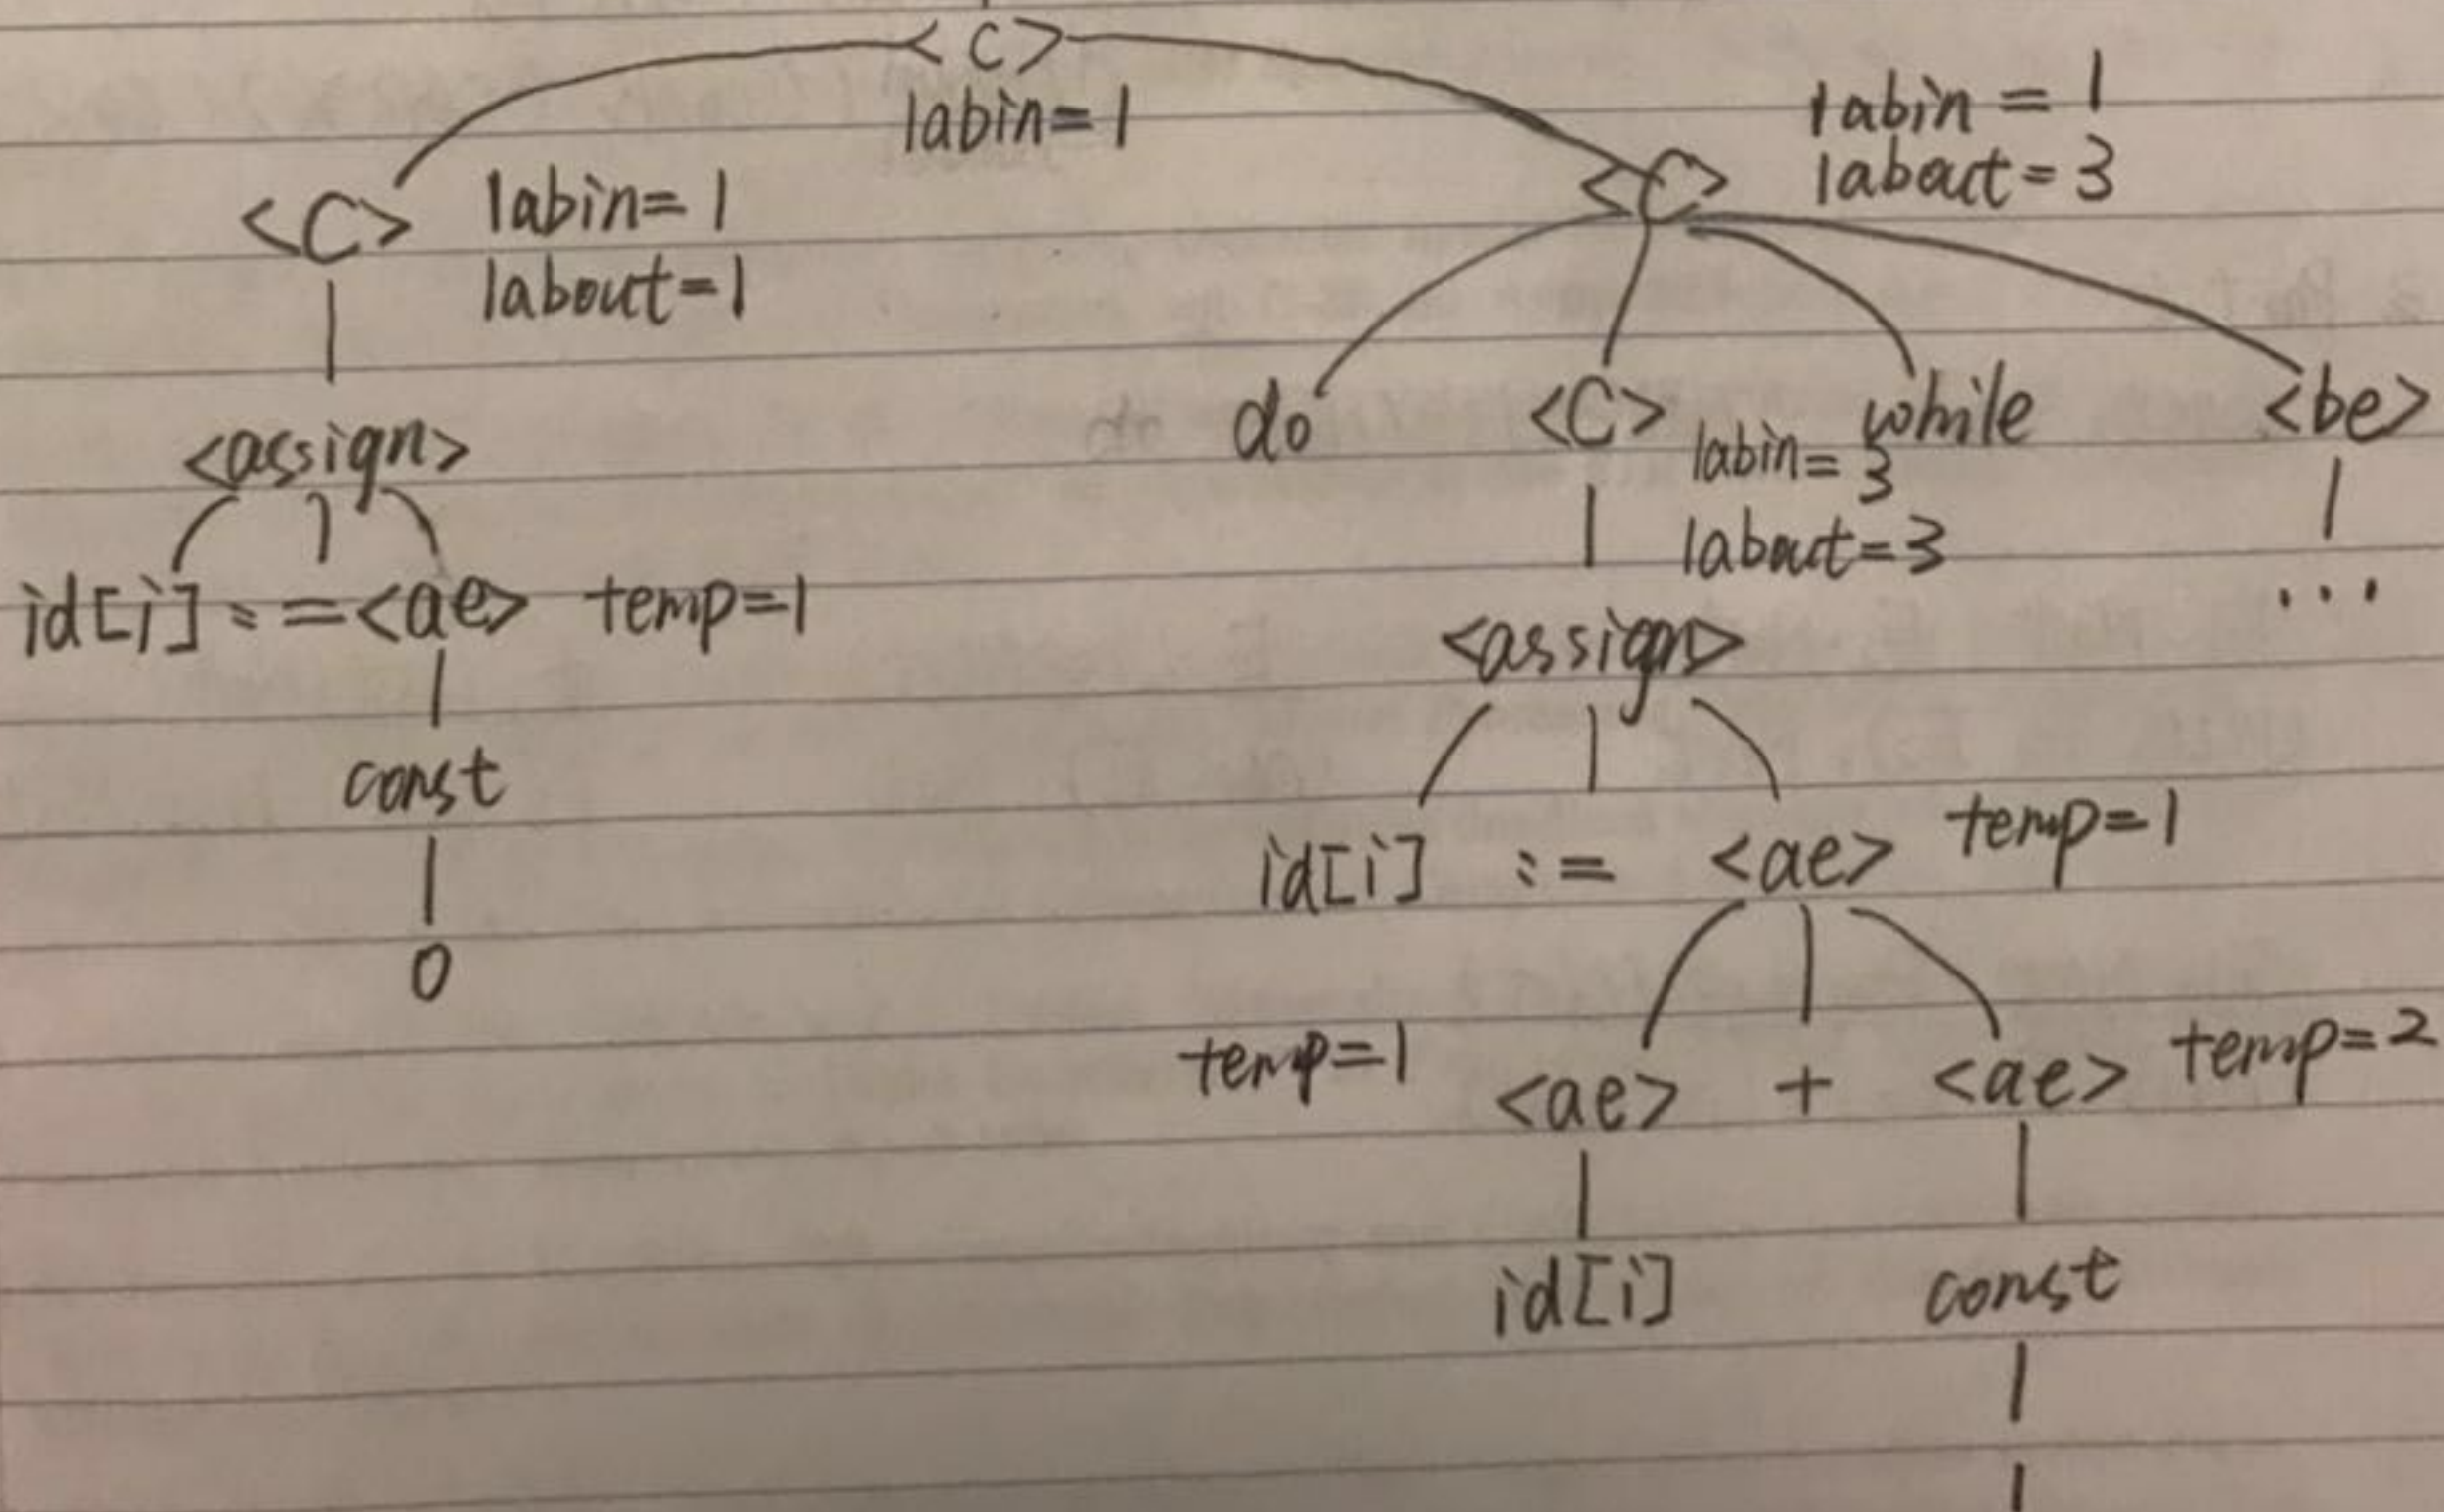 <c>
labin=1
labin=1
labout=3
<C>
labin=1
labout=1
<C>
do
<C>
labin=3
labout=3
while
<be>
...
<assign>
id[i] := <ae> temp=1
const
0
<assign>
id[i] := <ae> temp=1
temp=1 <ae> + <ae> temp=2
id[i] const